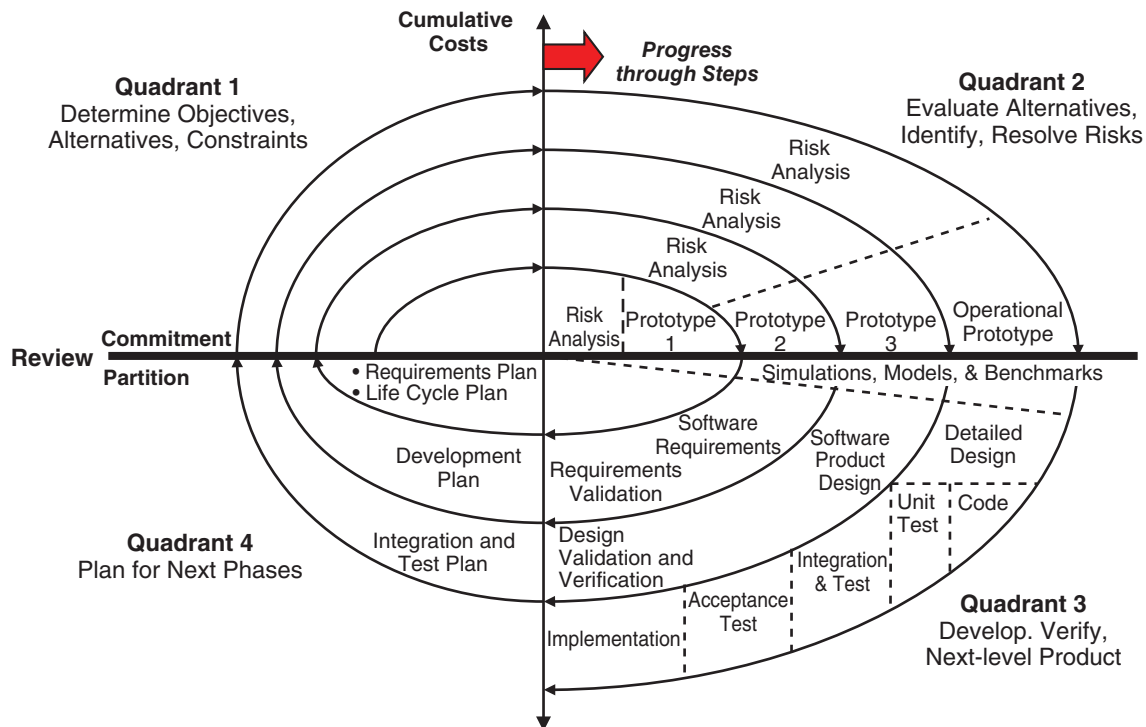 Cumulative
Costs
Progress
through Steps
Quadrant 1
Determine Objectives,
Alternatives, Constraints
Quadrant 2
Evaluate Alternatives,
Identify, Resolve Risks
Risk
Analysis
Risk
Analysis
Risk
Analysis
Risk
Analysis
Prototype
1
Prototype
2
Prototype
3
Operational
Prototype
Commitment
Review
Partition
• Requirements Plan
• Life Cycle Plan
Simulations, Models, & Benchmarks
Development
Plan
Software
Requirements
Requirements
Validation
Software
Product
Design
Detailed
Design
Unit
Test
Code
Quadrant 4
Plan for Next Phases
Integration and
Test Plan
Design
Validation and
Verification
Integration
& Test
Acceptance
Test
Implementation
Quadrant 3
Develop. Verify,
Next-level Product